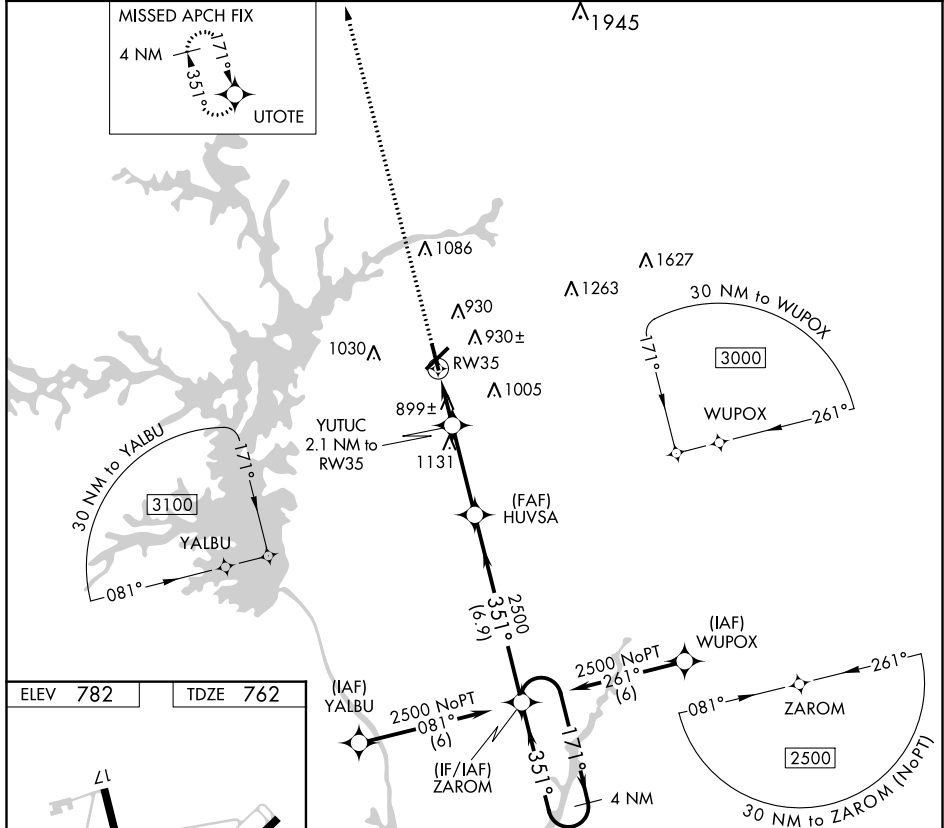 MISSED APCH FIX
4 NM
171°
351°
UTOTE
1945
1086
1627
1263
930
930±
1030
RW35
1005
899±
YUTUC
2.1 NM to
RW35
1131
30 NM to WUPOX
171°
3000
WUPOX
261°
30 NM to YALBU
171°
3100
YALBU
081°
(FAF)
HUVSA
2500
351°
(6.9)
(IAF)
WUPOX
2500 NoPT
261°
(6)
(IAF)
YALBU
2500 NoPT
081°
(6)
(IF/IAF)
ZAROM
351°
171°
4 NM
081°
261°
ZAROM
2500
30 NM to ZAROM (NoPT)
ELEV 782
TDZE 762
17